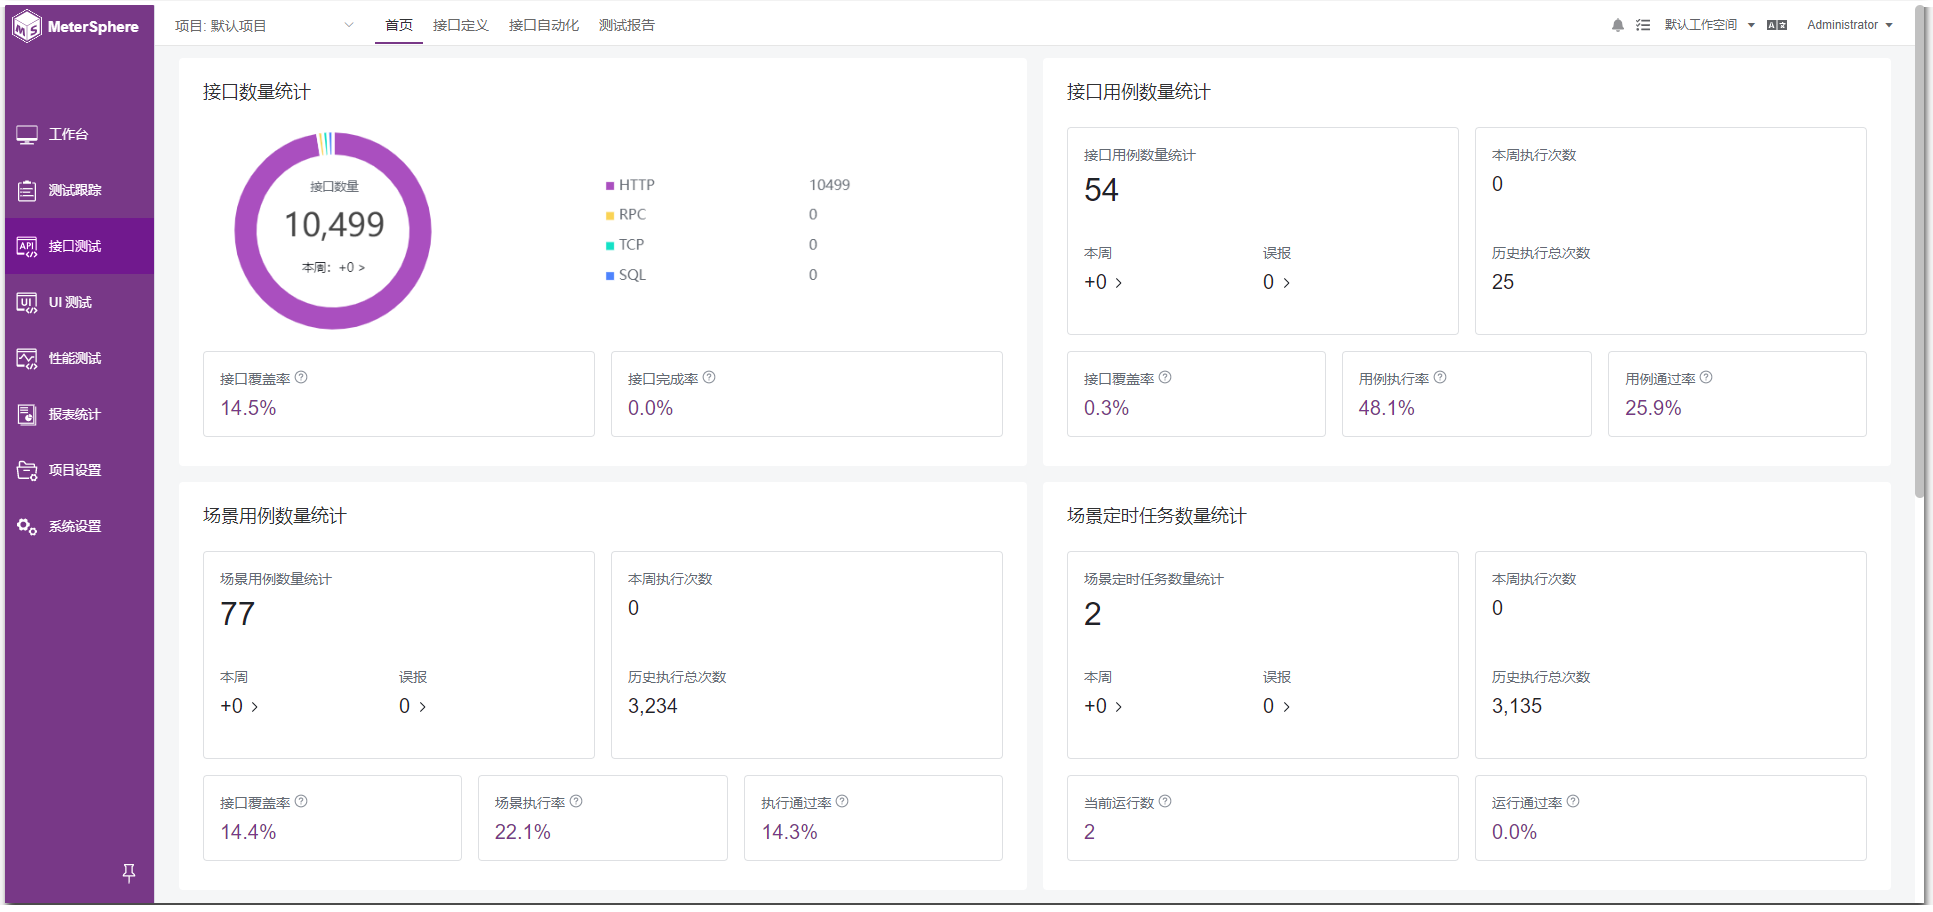 MeterSphere
项目: 默认项目
首页 接口定义 接口自动化 测试报告
默认工作空间
Administrator
工作台
测试跟踪
接口测试
UI 测试
性能测试
报表统计
项目设置
系统设置
接口数量统计
接口数量
10,499
本周: +0 >
HTTP 10499
RPC 0
TCP 0
SQL 0
接口覆盖率
14.5%
接口完成率
0.0%
接口用例数量统计
接口用例数量统计
54
本周
+0 >
误报
0 >
本周执行次数
0
历史执行总次数
25
接口覆盖率
0.3%
用例执行率
48.1%
用例通过率
25.9%
场景用例数量统计
场景用例数量统计
77
本周
+0 >
误报
0 >
本周执行次数
0
历史执行总次数
3,234
接口覆盖率
14.4%
场景执行率
22.1%
执行通过率
14.3%
场景定时任务数量统计
场景定时任务数量统计
2
本周
+0 >
误报
0 >
本周执行次数
0
历史执行总次数
3,135
当前运行数
2
运行通过率
0.0%